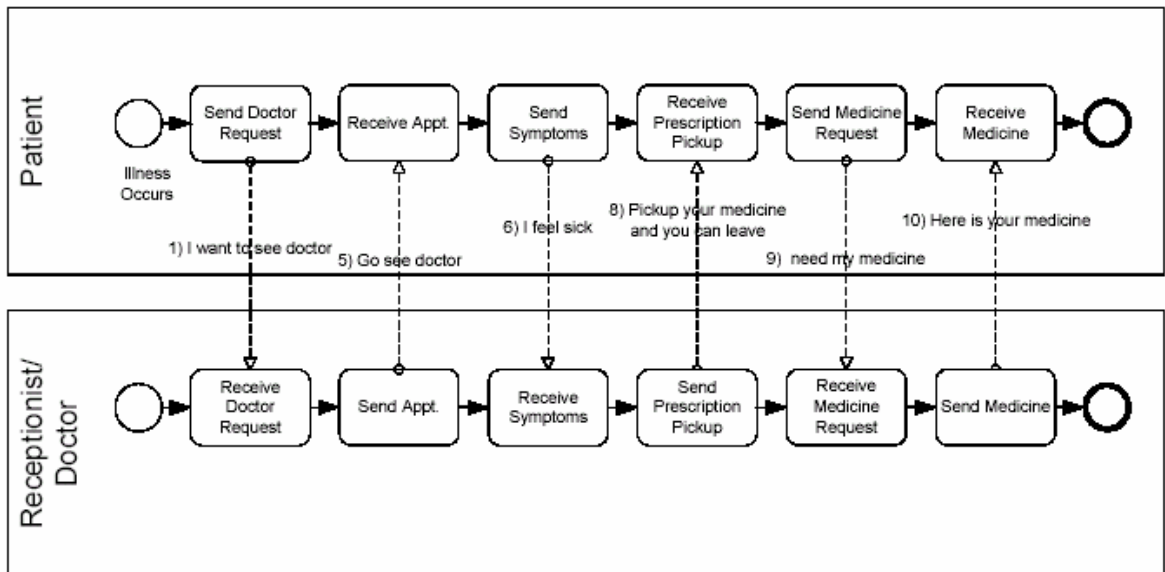 Patient
Send Doctor
Request
Receive Appt.
Send
Symptoms
Receive
Prescription
Pickup
Send Medicine
Request
Receive
Medicine
Illness
Occurs
1) I want to see doctor
5) Go see doctor
6) I feel sick
8) Pickup your medicine
and you can leave
9) need my medicine
10) Here is your medicine
Receptionist/
Doctor
Receive
Doctor
Request
Send Appt.
Receive
Symptoms
Send
Prescription
Pickup
Receive
Medicine
Request
Send Medicine